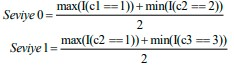 Seviye 0 = max(I(c1 == 1)) + min(I(c2 == 2)) / 2
Seviye 1 = max(I(c2 == 1)) + min(I(c3 == 3)) / 2